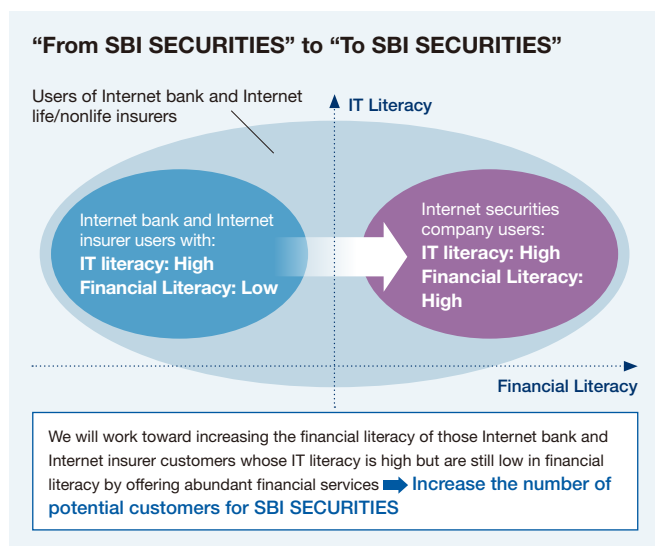 “From SBI SECURITIES” to “To SBI SECURITIES”
Users of Internet bank and Internet
life/nonlife insurers
IT Literacy
Internet bank and Internet
insurer users with:
IT literacy: High
Financial Literacy: Low
Internet securities
company users:
IT literacy: High
Financial Literacy:
High
Financial Literacy
We will work toward increasing the financial literacy of those Internet bank and
Internet insurer customers whose IT literacy is high but are still low in financial
literacy by offering abundant financial services Increase the number of
potential customers for SBI SECURITIES